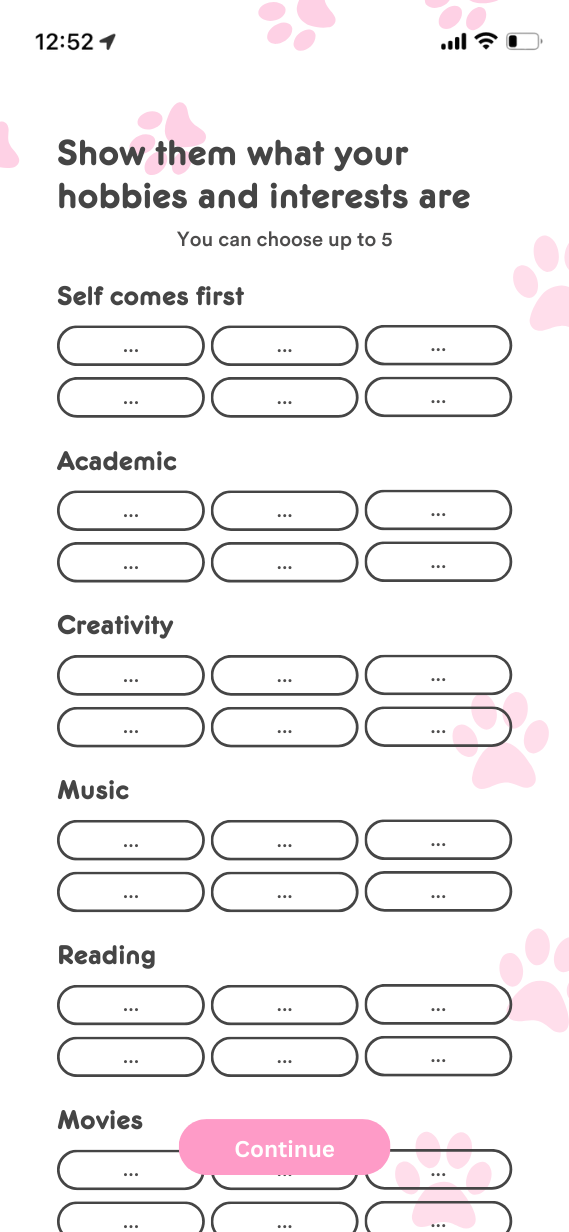 12:52
Show them what your
hobbies and interests are
You can choose up to 5
Self comes first
... ... ...
... ... ...
Academic
... ... ...
... ... ...
Creativity
... ... ...
... ... ...
Music
... ... ...
... ... ...
Reading
... ... ...
... ... ...
Movies
Continue
... ... ...
... ... ...